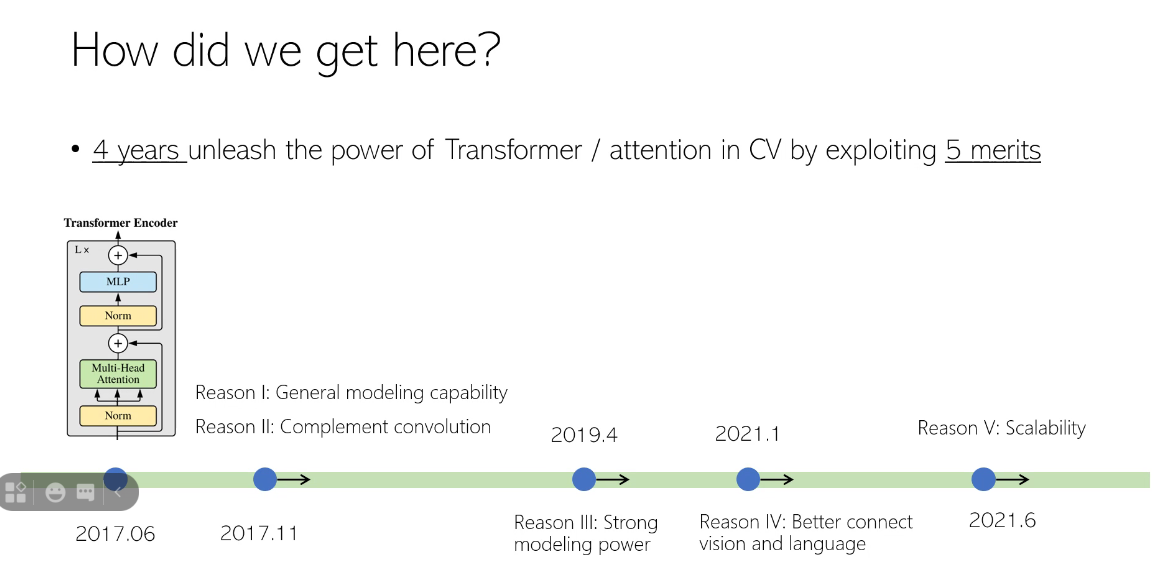 How did we get here?
• 4 years unleash the power of Transformer / attention in CV by exploiting 5 merits
Transformer Encoder
L x
+
MLP
Norm
+
Multi-Head
Attention
Norm
Reason I: General modeling capability
Reason II: Complement convolution
2019.4
2021.1
Reason V: Scalability
2017.06
2017.11
Reason III: Strong
modeling power
Reason IV: Better connect
vision and language
2021.6